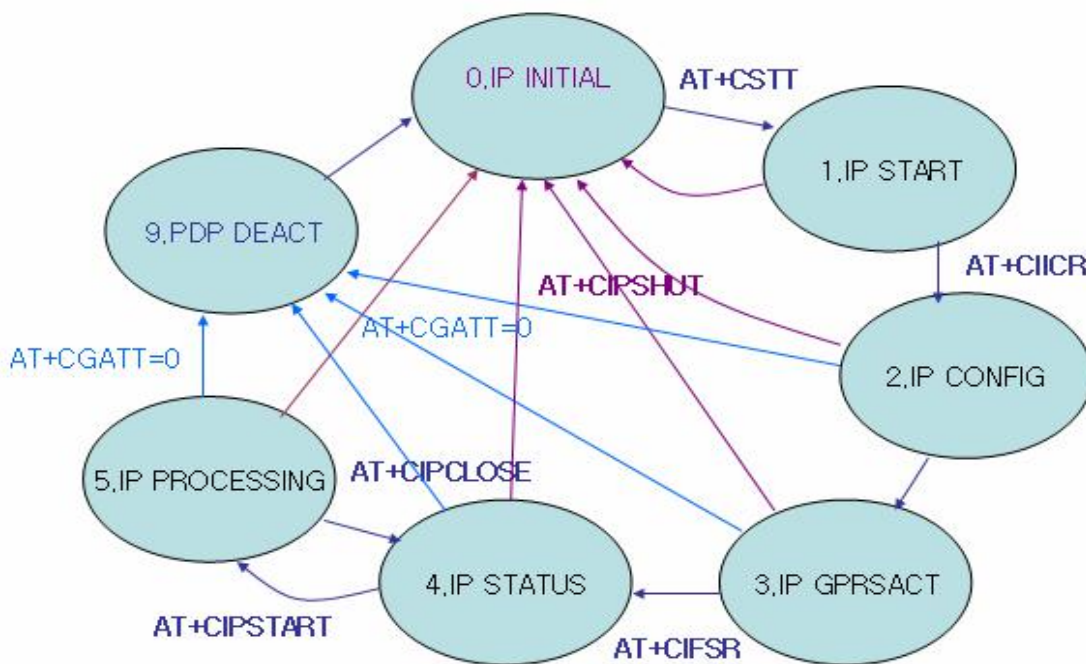 0,IP INITIAL
AT+CSTT
1,IP START
9,PDP DEACT
AT+CIICR
AT+CIPSHUT
AT+CGATT=0
AT+CGATT=0
2,IP CONFIG
5,IP PROCESSING
AT+CIPCLOSE
4,IP STATUS
3,IP GPRSACT
AT+CIPSTART
AT+CIFSR